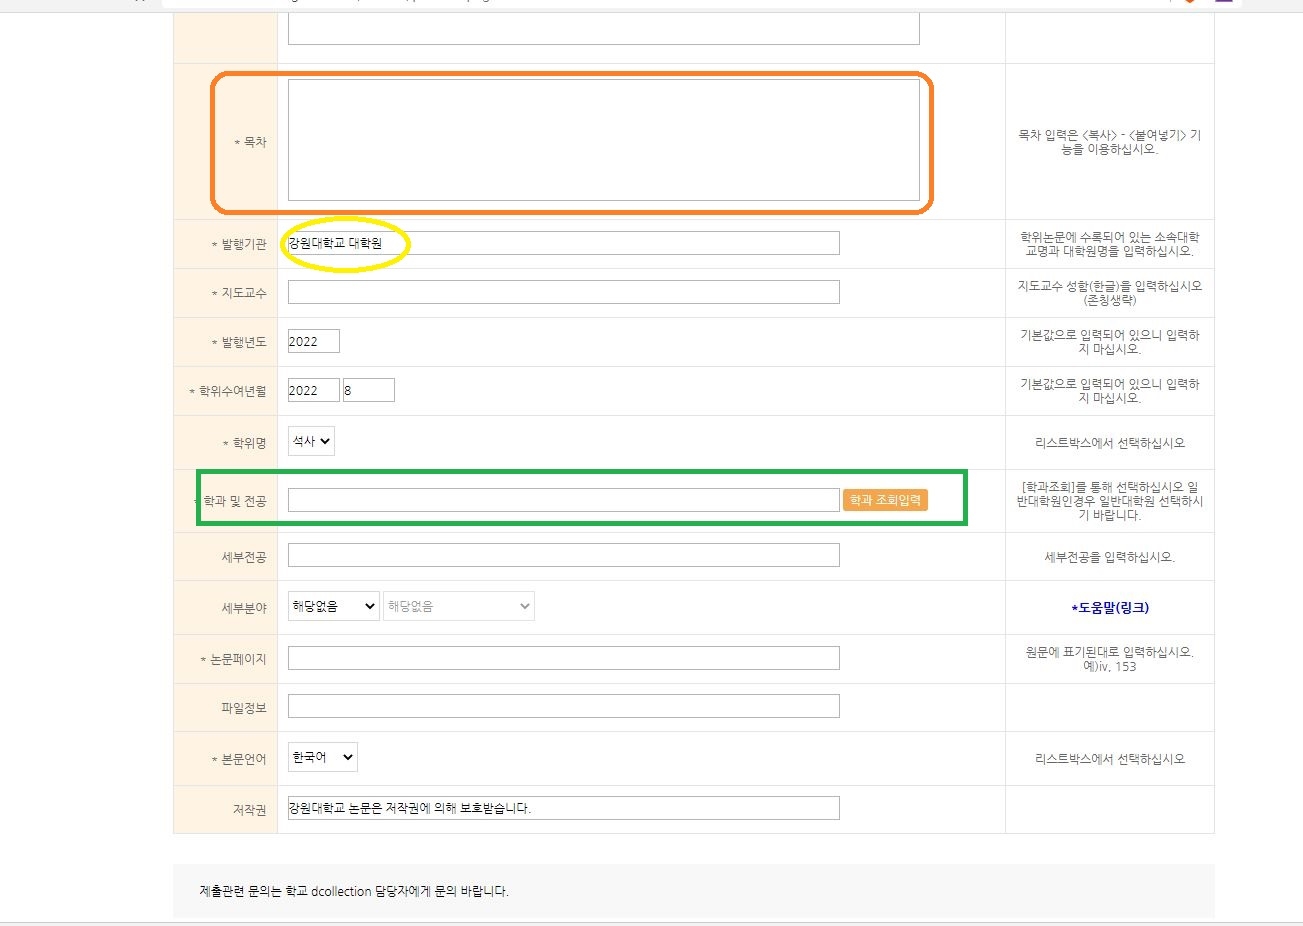 * 목차
목차 입력은 <복사> - <붙여넣기> 기
능을 이용하십시오.
* 발행기관
강원대학교 대학원
학위논문에 수록되어 있는 소속대학
교명과 대학원명을 입력하십시오.
* 지도교수
지도교수 성함(한글)을 입력하십시오
(존칭생략)
* 발행년도
2022
기본값으로 입력되어 있으니 입력하
지 마십시오.
* 학위수여년월
2022 8
기본값으로 입력되어 있으니 입력하
지 마십시오.
* 학위명
석사
리스트박스에서 선택하십시오
* 학과 및 전공
학과 조회입력
[학과조회]를 통해 선택하십시오 일
반대학원인경우 일반대학원 선택하시
기 바랍니다.
세부전공
세부전공을 입력하십시오.
세부분야
해당없음 해당없음
*도움말(링크)
* 논문페이지
원문에 표기된대로 입력하십시오.
예)iv, 153
파일정보
* 본문언어
한국어
리스트박스에서 선택하십시오
저작권
강원대학교 논문은 저작권에 의해 보호받습니다.
제출관련 문의는 학교 dcollection 담당자에게 문의 바랍니다.